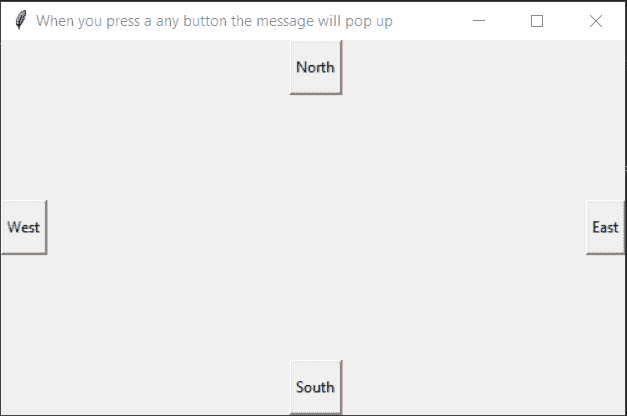 When you press a any button the message will pop up
North
West
East
South